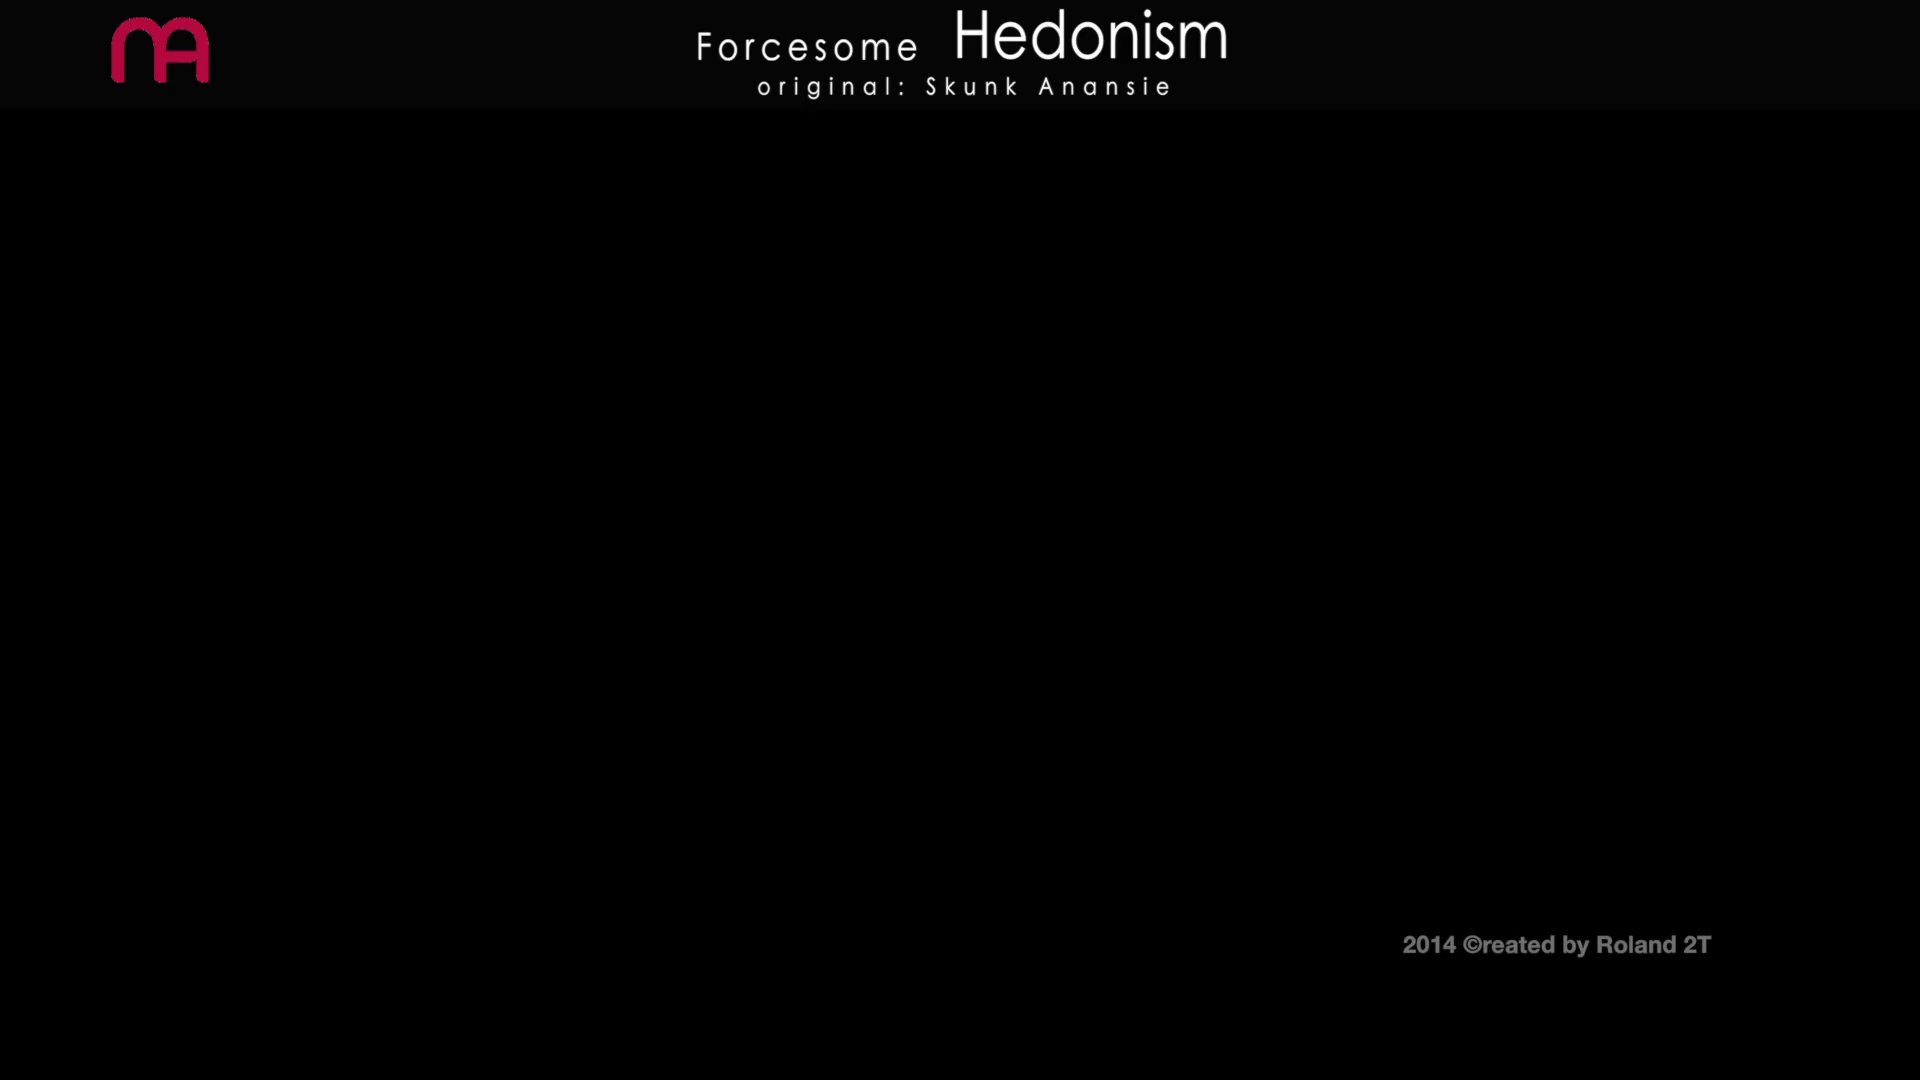 Forcesome Hedonism
original: Skunk Anansie
2014 ©reated by Roland 2T